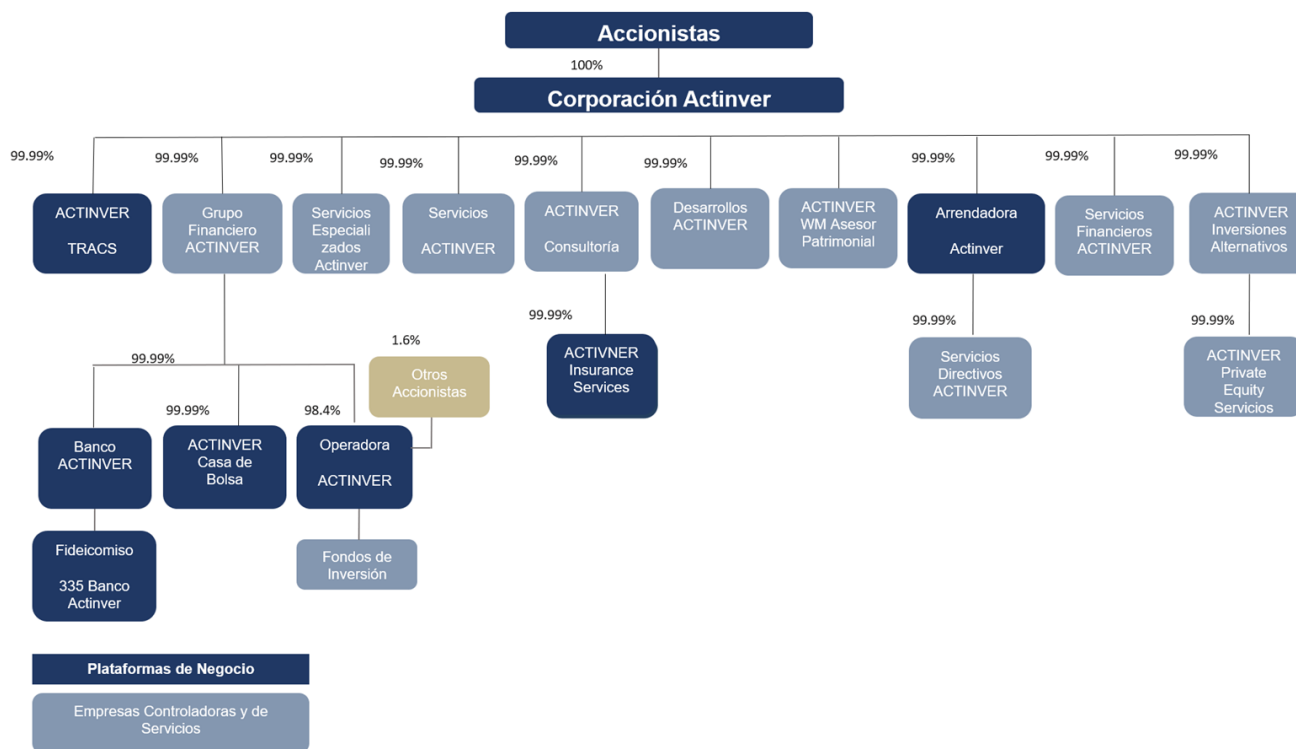 Accionistas
100%
Corporación Actinver
99.99%
99.99%
99.99%
99.99%
99.99%
99.99%
99.99%
99.99%
99.99%
ACTINVER
TRACS
Grupo
Financiero
ACTINVER
Servicios
Especiali
zados
Actinver
Servicios
ACTINVER
ACTINVER
Consultoría
Desarrollos
ACTINVER
ACTINVER
WM Asesor
Patrimonial
Arrendadora
Actinver
Servicios
Financieros
ACTINVER
ACTINVER
Inversiones
Alternativos
99.99%
99.99%
99.99%
1.6%
99.99%
Otros
Accionistas
ACTIVNER
Insurance
Services
Servicios
Directivos
ACTINVER
ACTINVER
Private
Equity
Servicios
99.99%
98.4%
Banco
ACTINVER
ACTINVER
Casa de
Bolsa
Operadora
ACTINVER
Fideicomiso
335 Banco
Actinver
Fondos de
Inversión
Plataformas de Negocio
Empresas Controladoras y de
Servicios